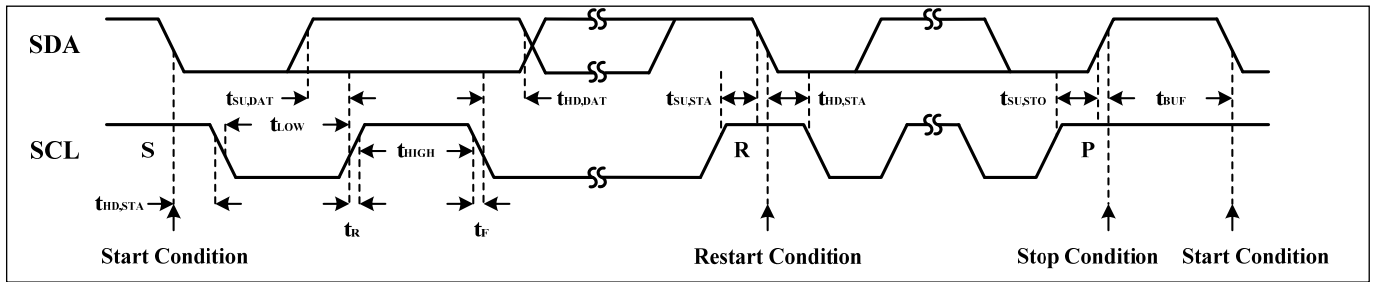 SDA
tSU,DAT tHD,DAT tSU,STA tHD,STA tSU,STO tBUF
tLOW
SCL S tHIGH R P
tHD,STA
tR tF
Start Condition Restart Condition Stop Condition Start Condition